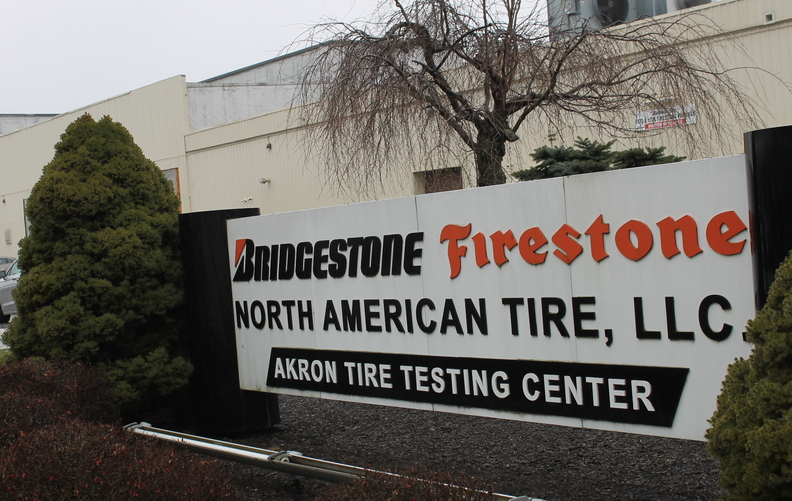 BRIDGESTONE Firestone
NORTH AMERICAN TIRE, LLC.
AKRON TIRE TESTING CENTER